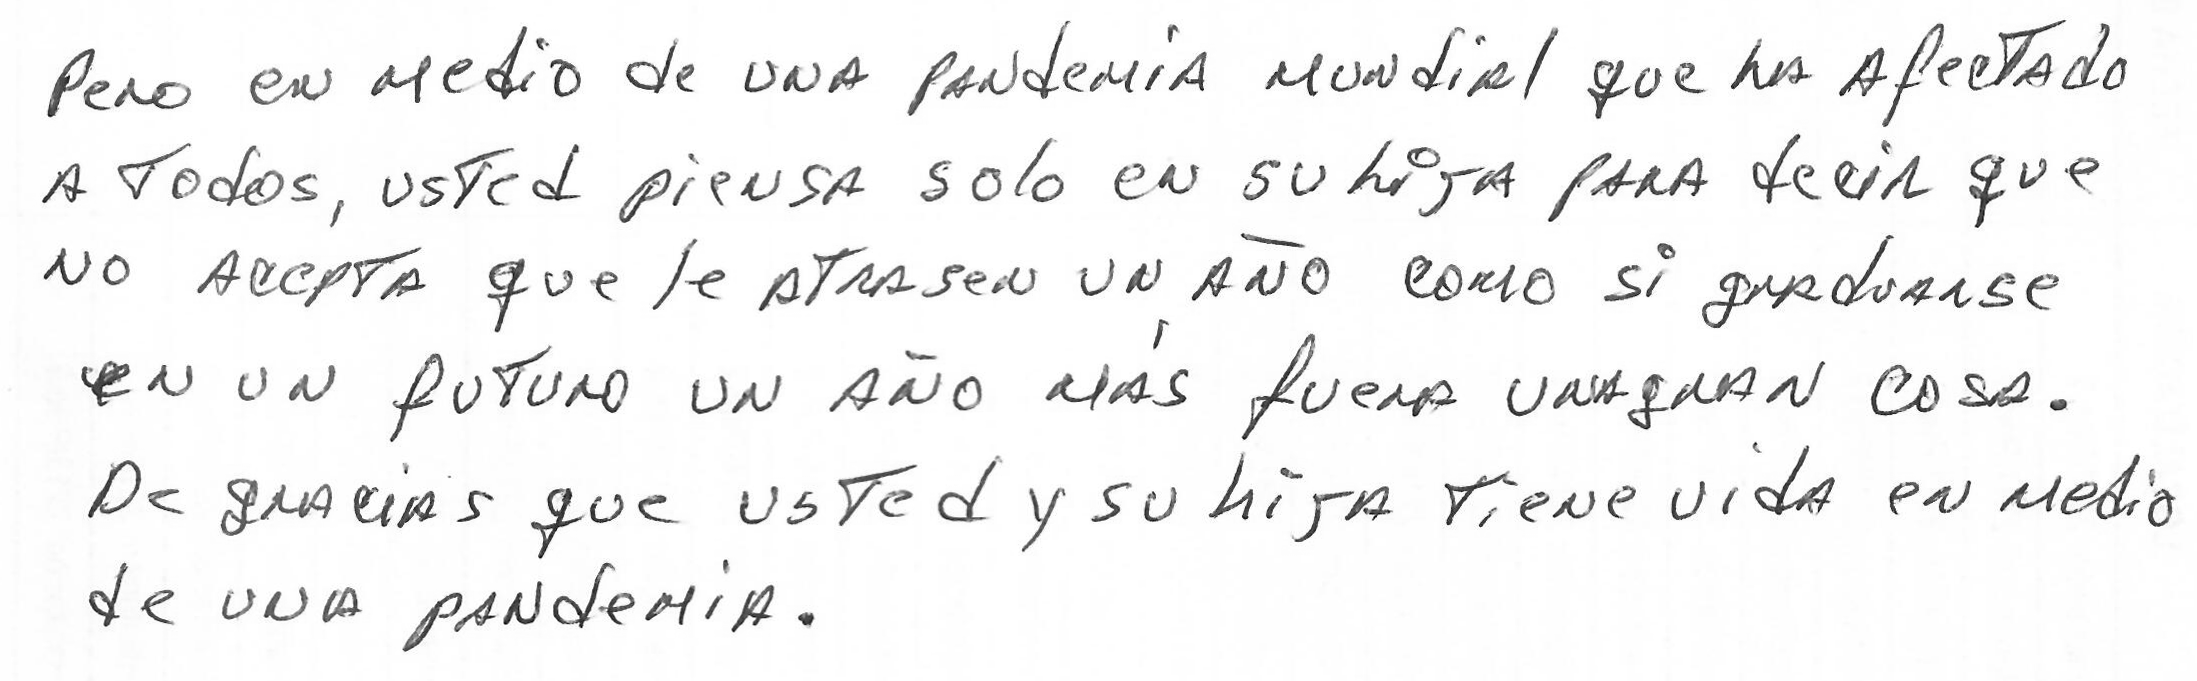 Pero en medio de una pandemia mundial que ha afectado
a todos, usted piensa solo en su hija para decir que
no acepta que le atrasen un año como si graduarse
en un futuro un año más fuera una gran cosa.
De gracias que usted y su hija tiene vida en medio
de una pandemia.